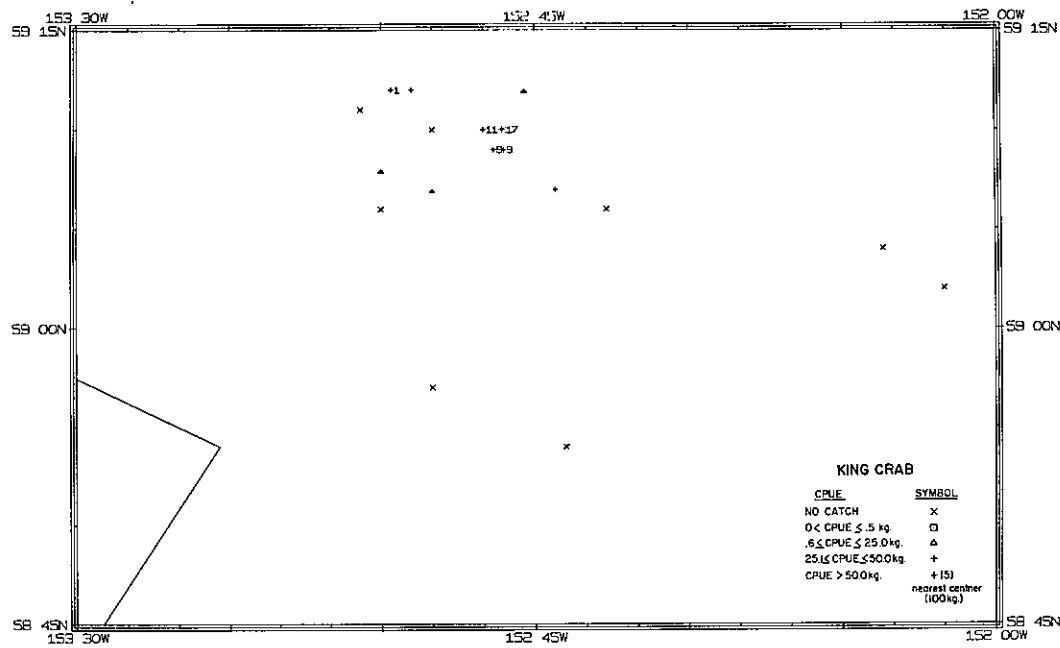 153 30W 152 45W 152 00W
59 15N 59 15N
+1 +
+11+17
+9+9
59 00N 59 00N
KING CRAB
CPUE SYMBOL
NO CATCH X
0 < CPUE ≤ .5 kg. □
.6 ≤ CPUE ≤ 25.0 kg. △
25.1 ≤ CPUE ≤ 50.0 kg. +
CPUE > 50.0 kg. + (5)
nearest centner
(100 kg.)
58 45N 58 45N
153 30W 152 45W 152 00W